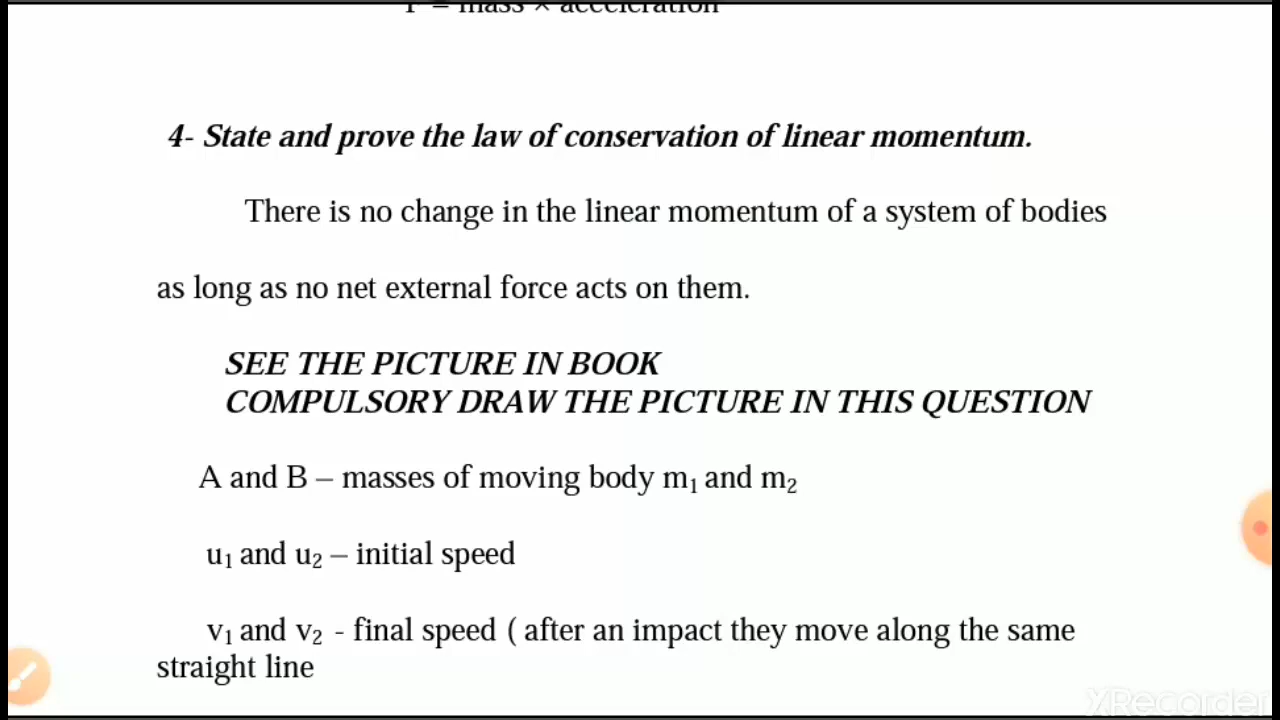 F = mass × acceleration
4- State and prove the law of conservation of linear momentum.
There is no change in the linear momentum of a system of bodies
as long as no net external force acts on them.
SEE THE PICTURE IN BOOK
COMPULSORY DRAW THE PICTURE IN THIS QUESTION
A and B – masses of moving body m₁ and m₂
u₁ and u₂ – initial speed
v₁ and v₂ - final speed ( after an impact they move along the same
straight line
XRecorder